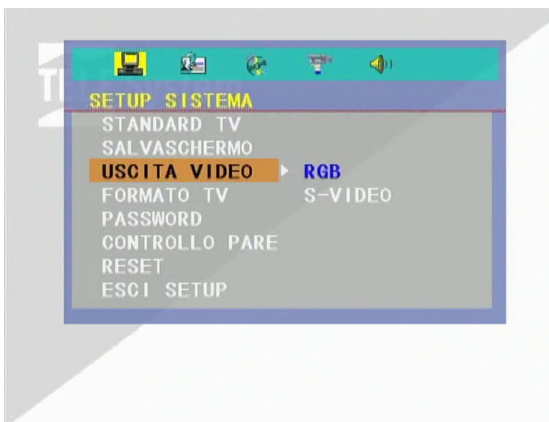 SETUP SISTEMA
STANDARD TV
SALVASCHERMO
USCITA VIDEO RGB
FORMATO TV S-VIDEO
PASSWORD
CONTROLLO PARE
RESET
ESCI SETUP